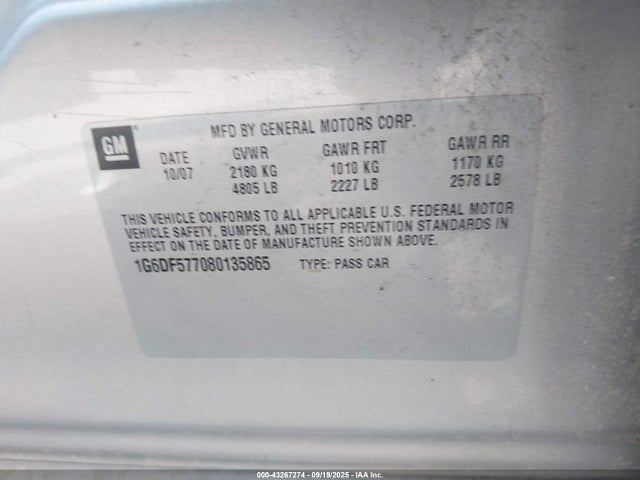 GM
MFD BY GENERAL MOTORS CORP.
DATE GVWR GAWR FRT GAWR RR
10/07 2180 KG 1010 KG 1170 KG
4805 LB 2227 LB 2578 LB
THIS VEHICLE CONFORMS TO ALL APPLICABLE U.S. FEDERAL MOTOR
VEHICLE SAFETY, BUMPER, AND THEFT PREVENTION STANDARDS IN
EFFECT ON THE DATE OF MANUFACTURE SHOWN ABOVE.
1G6DF577080135865 TYPE: PASS CAR
000-43267274 - 09/19/2025 - IAA Inc.